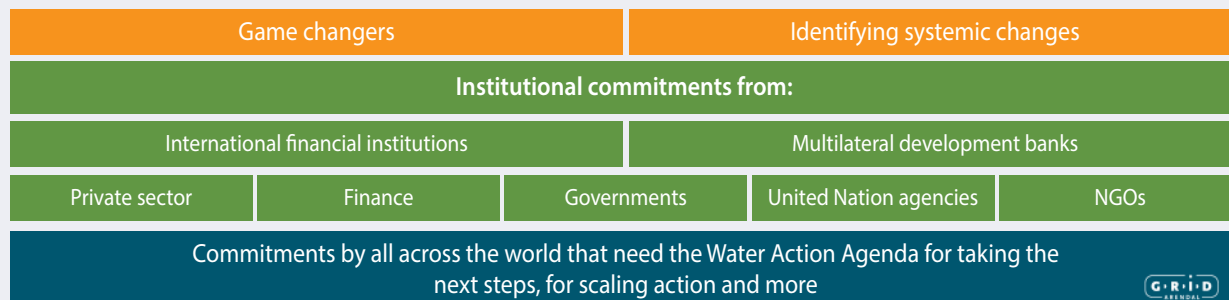 Game changers
Identifying systemic changes
Institutional commitments from:
International financial institutions
Multilateral development banks
Private sector
Finance
Governments
United Nation agencies
NGOs
Commitments by all across the world that need the Water Action Agenda for taking the
next steps, for scaling action and more
G·R·I·D
ARENDAL